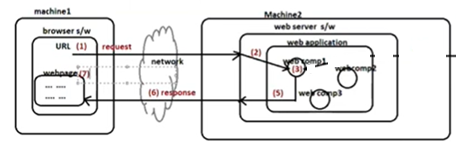 machine1
browser s/w
URL (1) request
webpage (7)
.... ....
.... ....
network
(6) response
Machine2
web server s/w
web application
(2)
web comp1
(3)
webcomp2
(5)
web comp3